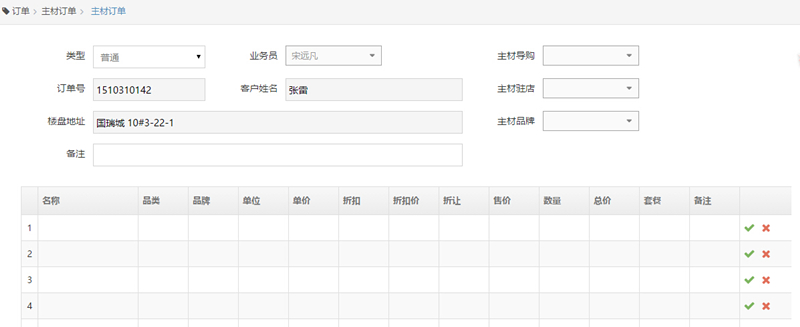 订单 > 主材订单 > 主材订单
类型 普通 业务员 宋远凡 主材导购
订单号 1510310142 客户姓名 张雷 主材驻店
楼盘地址 国瑞城 10#3-22-1 主材品牌
备注
名称 品类 品牌 单位 单价 折扣 折扣价 折让 售价 数量 总价 套餐 备注
1
2
3
4